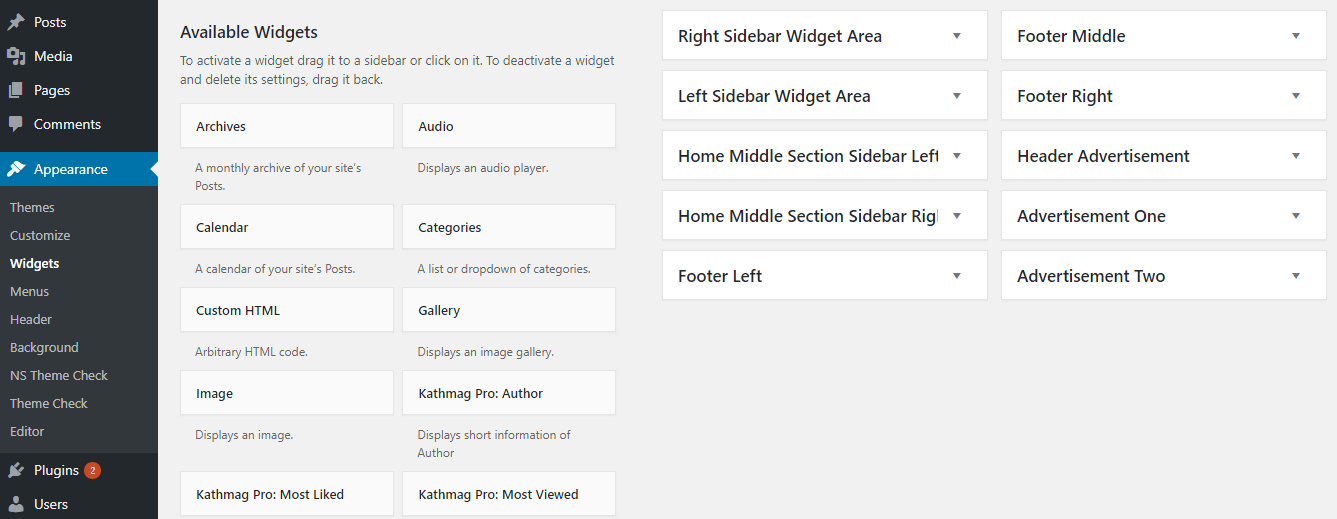 Posts
Media
Pages
Comments
Appearance
Themes
Customize
Widgets
Menus
Header
Background
NS Theme Check
Theme Check
Editor
Plugins 2
Users
Available Widgets
To activate a widget drag it to a sidebar or click on it. To deactivate a widget
and delete its settings, drag it back.
Archives
A monthly archive of your site’s
Posts.
Audio
Displays an audio player.
Calendar
A calendar of your site’s Posts.
Categories
A list or dropdown of categories.
Custom HTML
Arbitrary HTML code.
Gallery
Displays an image gallery.
Image
Displays an image.
Kathmag Pro: Author
Displays short information of
Author
Kathmag Pro: Most Liked
Kathmag Pro: Most Viewed
Right Sidebar Widget Area
Left Sidebar Widget Area
Home Middle Section Sidebar Left
Home Middle Section Sidebar Righ
Footer Left
Footer Middle
Footer Right
Header Advertisement
Advertisement One
Advertisement Two